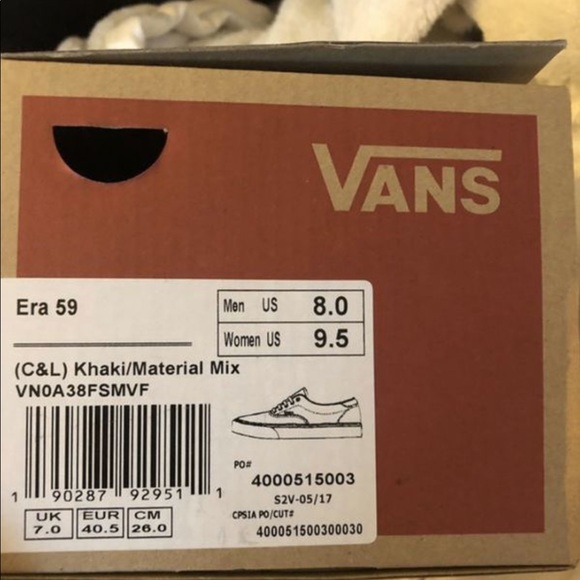 VANS
Era 59
Men US 8.0
Women US 9.5
(C&L) Khaki/Material Mix
VN0A38FSMVF
1 90287 92951 1
PO#
4000515003
S2V-05/17
CPSIA PO/CUT#
400051500300030
UK EUR CM
7.0 40.5 26.0